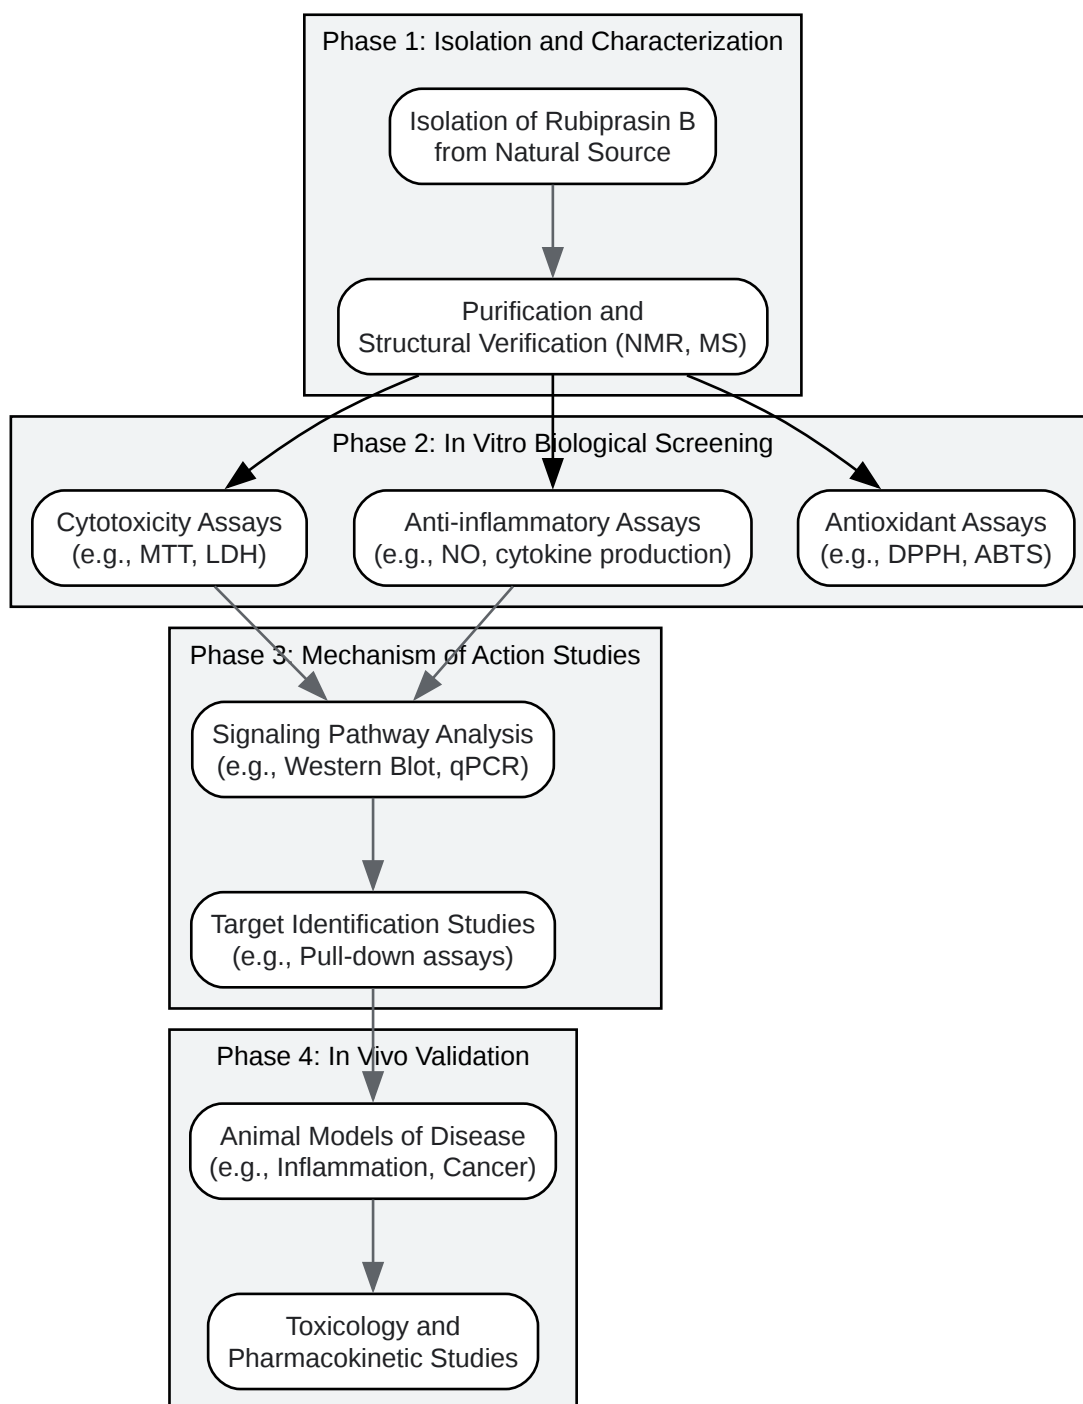 Phase 1: Isolation and Characterization
Isolation of Rubiprasin B
from Natural Source
Purification and
Structural Verification (NMR, MS)
Phase 2: In Vitro Biological Screening
Cytotoxicity Assays
(e.g., MTT, LDH)
Anti-inflammatory Assays
(e.g., NO, cytokine production)
Antioxidant Assays
(e.g., DPPH, ABTS)
Phase 3: Mechanism of Action Studies
Signaling Pathway Analysis
(e.g., Western Blot, qPCR)
Target Identification Studies
(e.g., Pull-down assays)
Phase 4: In Vivo Validation
Animal Models of Disease
(e.g., Inflammation, Cancer)
Toxicology and
Pharmacokinetic Studies